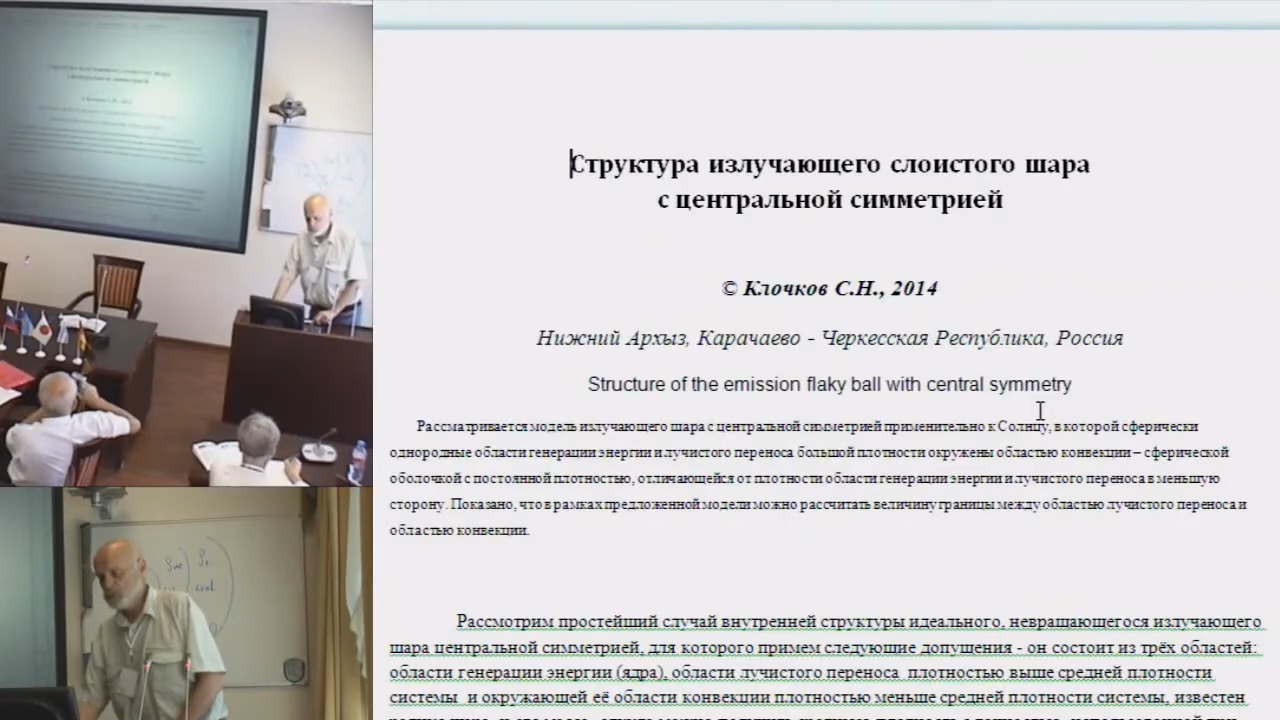 Структура излучающего слоистого шара
с центральной симметрией
© Клочков С.Н., 2014
Нижний Архыз, Карачаево - Черкесская Республика, Россия
Structure of the emission flaky ball with central symmetry
Рассматривается модель излучающего шара с центральной симметрией применительно к Солнцу, в которой сферически
однородные области генерации энергии и лучистого переноса большой плотности окружены областью конвекции – сферической
оболочкой с постоянной плотностью, отличающейся от плотности области генерации энергии и лучистого переноса в меньшую
сторону. Показано, что в рамках предложенной модели можно рассчитать величину границы между областью лучистого переноса и
областью конвекции.
Рассмотрим простейший случай внутренней структуры идеального, невращающегося излучающего
шара центральной симметрии, для которого примем следующие допущения - он состоит из трёх областей:
области генерации энергии (ядра), области лучистого переноса плотностью выше средней плотности
системы и окружающей её области конвекции плотностью меньше средней плотности системы, известен